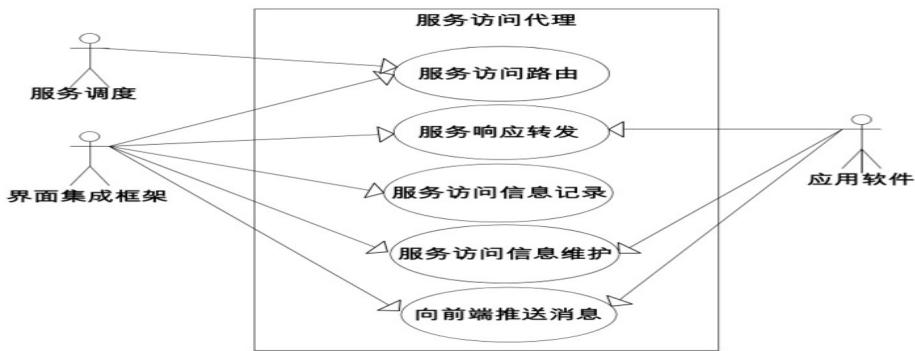 服务访问代理
服务访问路由
服务调度
服务响应转发
界面集成框架
服务访问信息记录
应用软件
服务访问信息维护
向前端推送消息